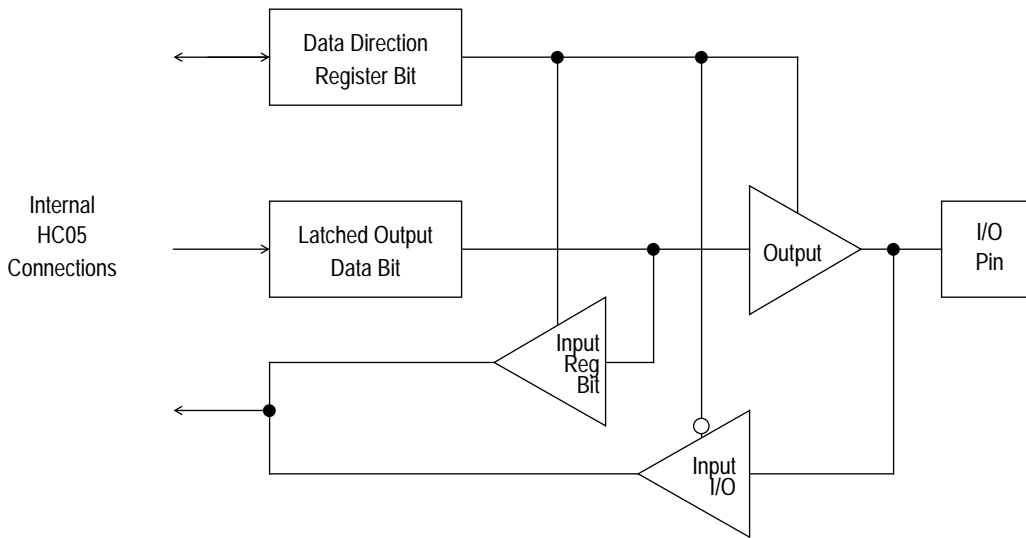 Data Direction
Register Bit
Internal
HC05
Connections
Latched Output
Data Bit
Output
I/O
Pin
Input
Reg
Bit
Input
I/O